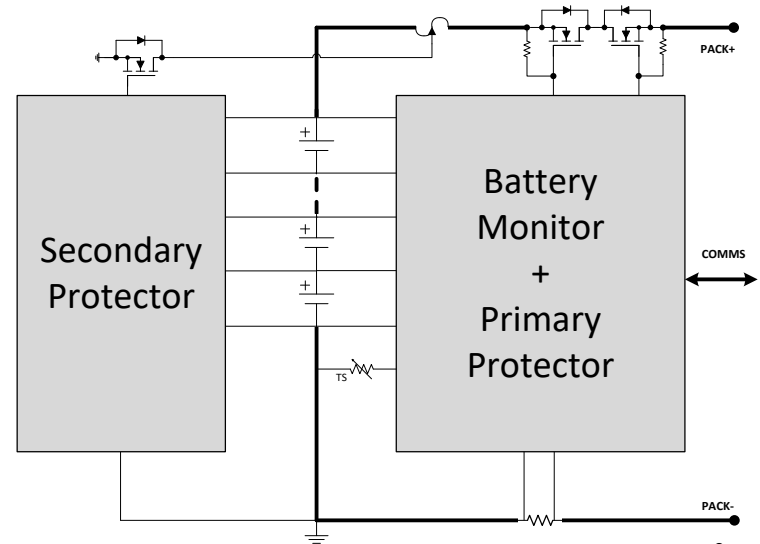 PACK+
Secondary
Protector
+
+
+
Battery
Monitor
+
Primary
Protector
COMMS
TS
PACK-